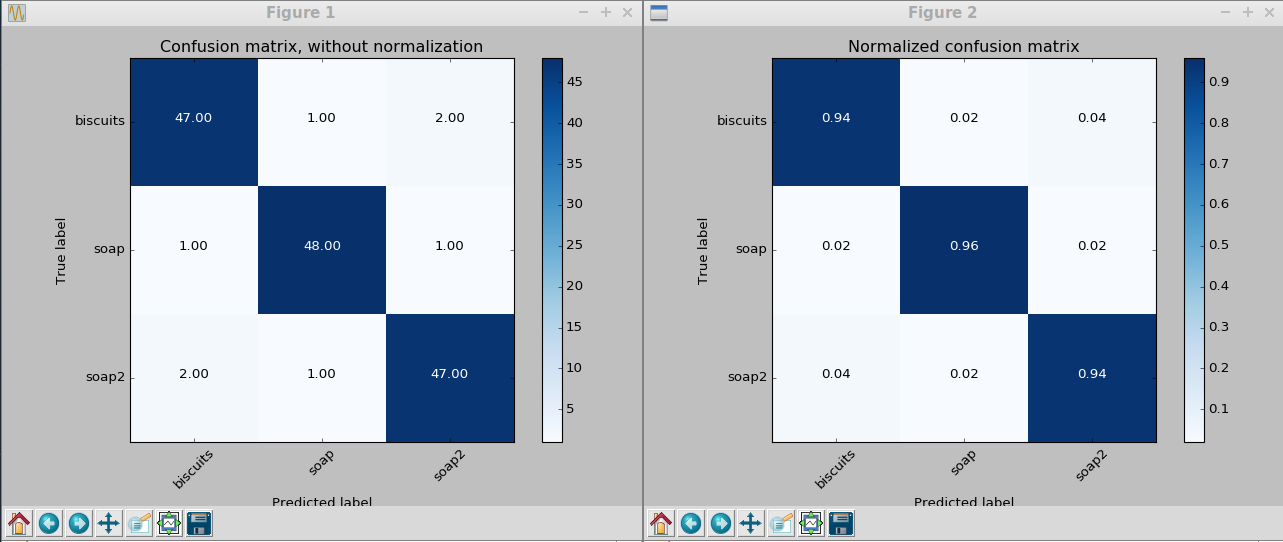 Figure 1
Confusion matrix, without normalization
biscuits 47.00 1.00 2.00
soap 1.00 48.00 1.00
soap2 2.00 1.00 47.00
True label
biscuits soap soap2
Predicted label
45
40
35
30
25
20
15
10
5
Figure 2
Normalized confusion matrix
biscuits 0.94 0.02 0.04
soap 0.02 0.96 0.02
soap2 0.04 0.02 0.94
True label
biscuits soap soap2
Predicted label
0.9
0.8
0.7
0.6
0.5
0.4
0.3
0.2
0.1